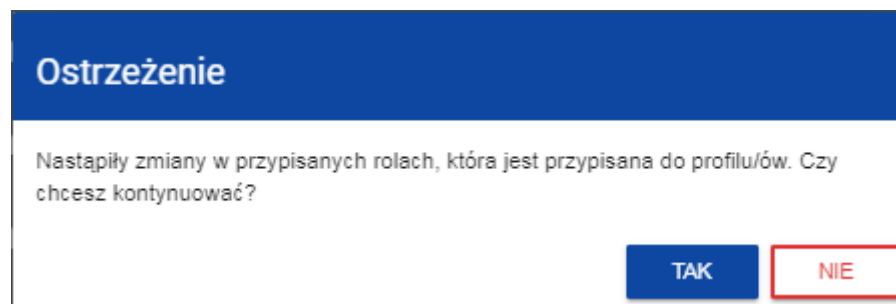 Ostrzeżenie
Nastąpiły zmiany w przypisanych rolach, która jest przypisana do profilu/ów. Czy
chcesz kontynuować?
TAK NIE